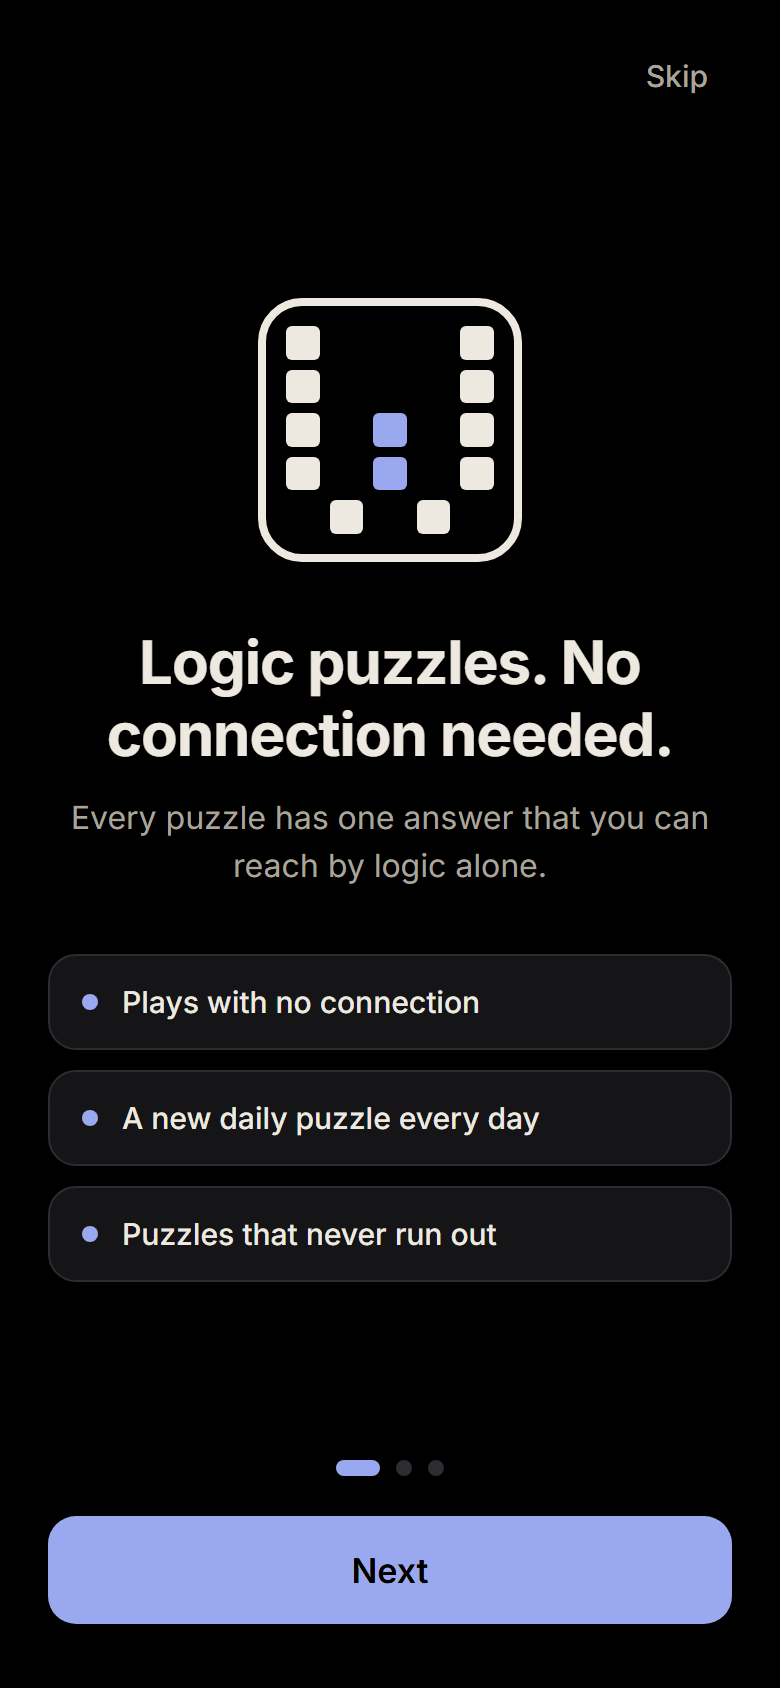 Skip
Logic puzzles. No
connection needed.
Every puzzle has one answer that you can
reach by logic alone.
Plays with no connection
A new daily puzzle every day
Puzzles that never run out
Next